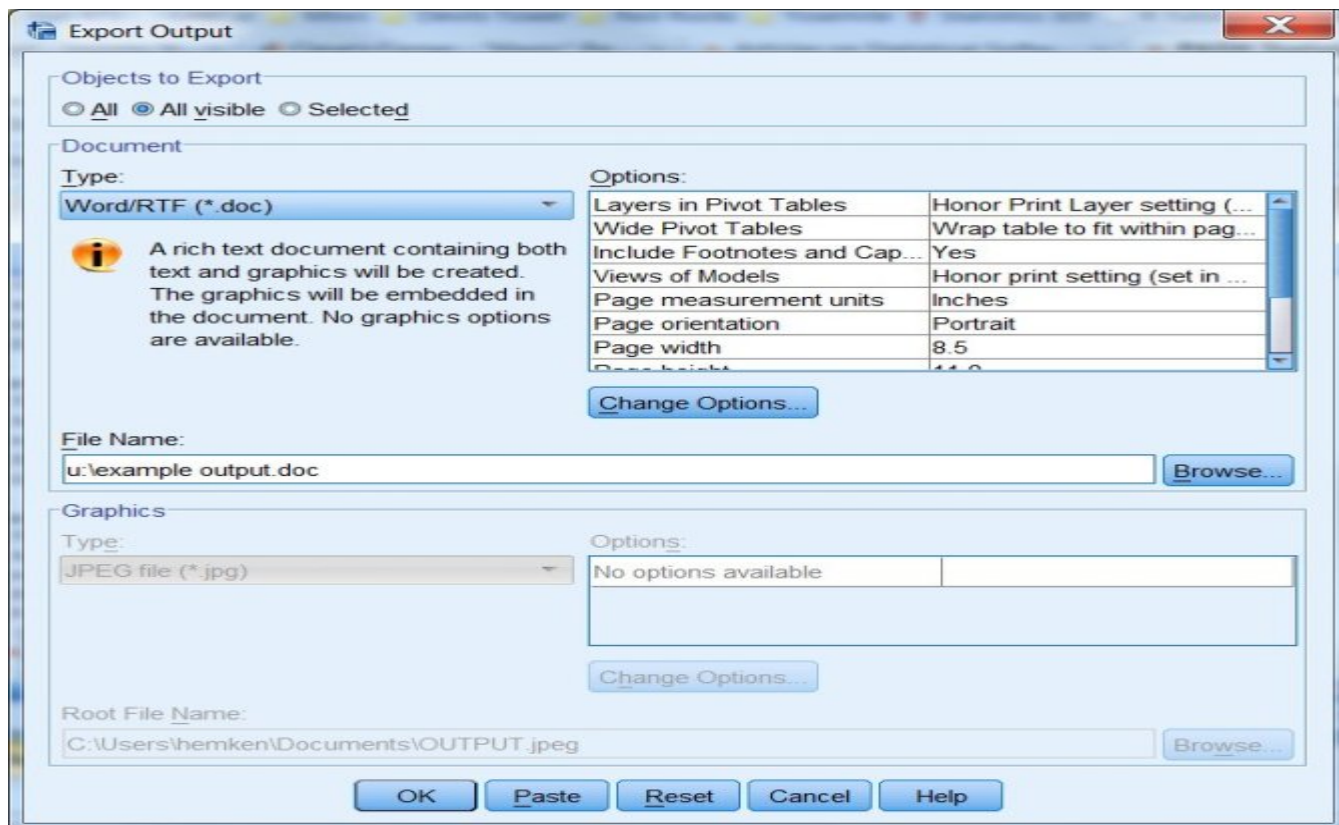 Export Output
Objects to Export
All All visible Selected
Document
Type:
Word/RTF (*.doc)
A rich text document containing both
text and graphics will be created.
The graphics will be embedded in
the document. No graphics options
are available.
Options:
Layers in Pivot Tables Honor Print Layer setting (...
Wide Pivot Tables Wrap table to fit within pag...
Include Footnotes and Cap... Yes
Views of Models Honor print setting (set in ...
Page measurement units Inches
Page orientation Portrait
Page width 8.5
Change Options...
File Name:
u:\example output.doc Browse...
Graphics
Type:
JPEG file (*.jpg)
Options:
No options available
Change Options...
Root File Name:
C:\Users\hemken\Documents\OUTPUT.jpeg Browse...
OK Paste Reset Cancel Help